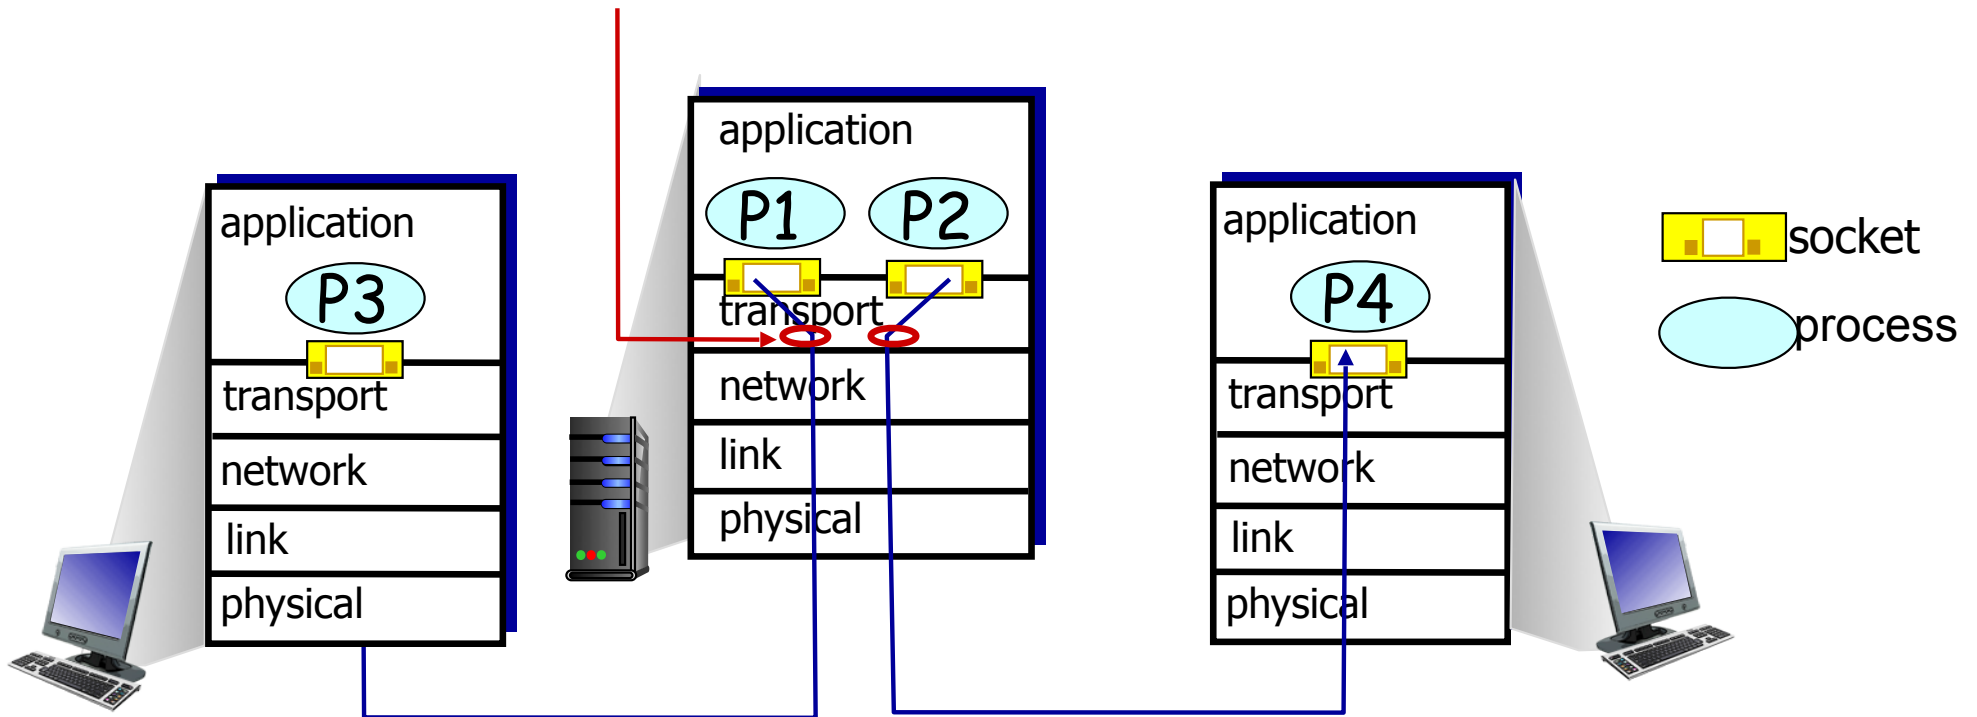 application
P3
transport
network
link
physical
application
P1 P2
transport
network
link
physical
application
P4
transport
network
link
physical
socket
process